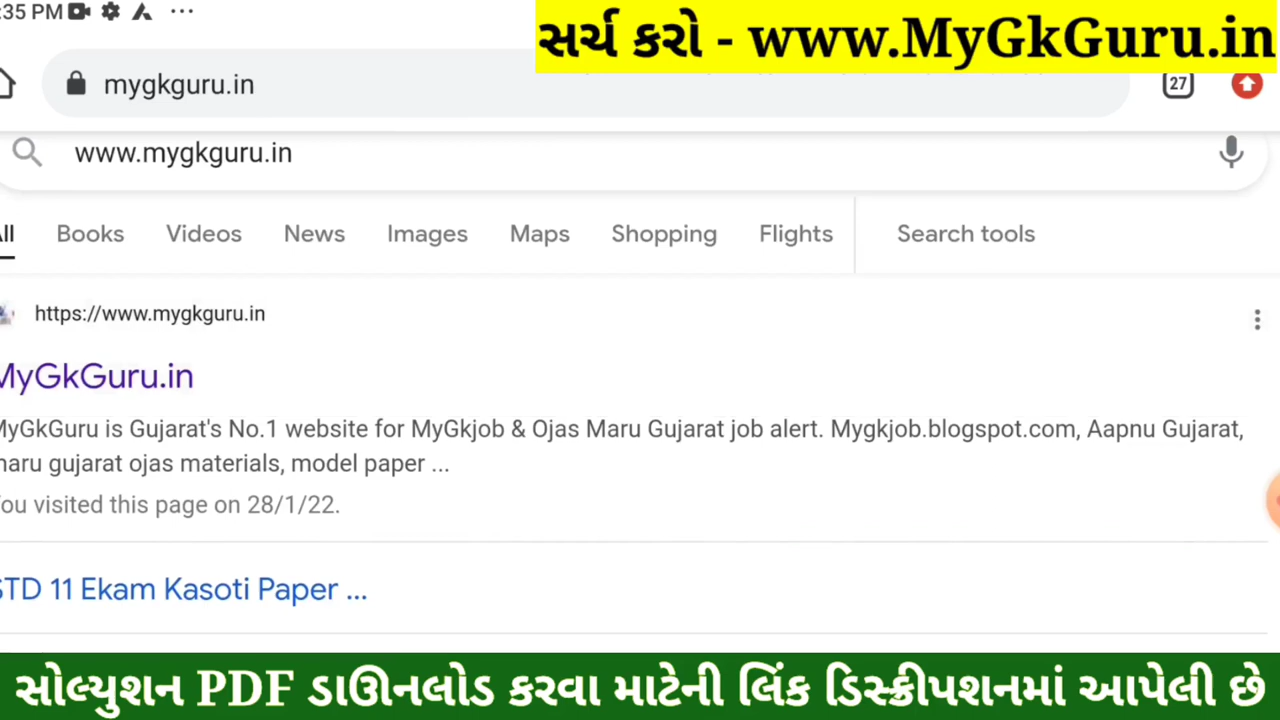 :35 PM ...
સર્ચ કરો - www.MyGkGuru.in
mygkguru.in
27
www.mygkguru.in
ll Books Videos News Images Maps Shopping Flights Search tools
https://www.mygkguru.in
MyGkGuru.in
MyGkGuru is Gujarat's No.1 website for MyGkjob & Ojas Maru Gujarat job alert. Mygkjob.blogspot.com, Aapnu Gujarat,
maru gujarat ojas materials, model paper ...
ou visited this page on 28/1/22.
STD 11 Ekam Kasoti Paper ...
સોલ્યુશન PDF ડાઊનલોડ કરવા માટેની લિંક ડિસ્ક્રીપશનમાં આપેલી છે